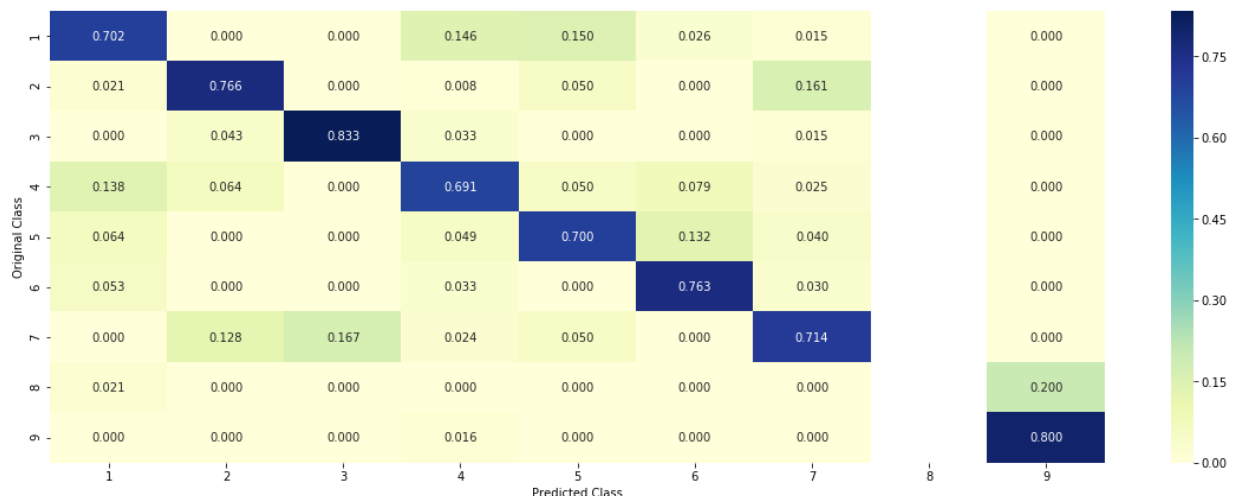 1 0.702 0.000 0.000 0.146 0.150 0.026 0.015 0.000
2 0.021 0.766 0.000 0.008 0.050 0.000 0.161 0.000
3 0.000 0.043 0.833 0.033 0.000 0.000 0.015 0.000
4 0.138 0.064 0.000 0.691 0.050 0.079 0.025 0.000
5 0.064 0.000 0.000 0.049 0.700 0.132 0.040 0.000
6 0.053 0.000 0.000 0.033 0.000 0.763 0.030 0.000
7 0.000 0.128 0.167 0.024 0.050 0.000 0.714 0.000
8 0.021 0.000 0.000 0.000 0.000 0.000 0.000 0.200
9 0.000 0.000 0.000 0.016 0.000 0.000 0.000 0.800
1 2 3 4 5 6 7 8 9
Predicted Class
Original Class
0.75
0.60
0.45
0.30
0.15
0.00